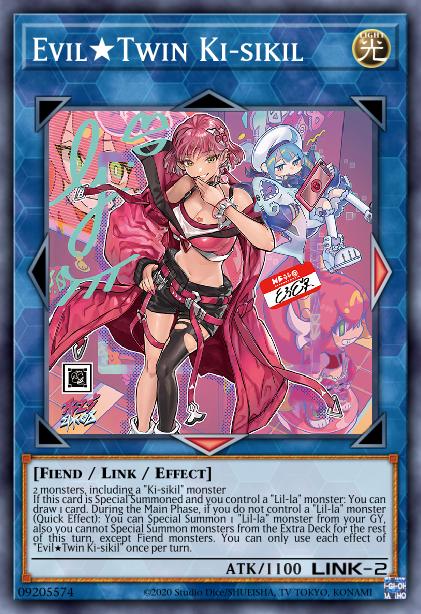 EVIL★TWIN KI-SIKIL
LIGHT
光
[FIEND / LINK / EFFECT]
2 monsters, including a "Ki-sikil" monster
If this card is Special Summoned and you control a "Lil-la" monster: You can
draw 1 card. During the Main Phase, if you do not control a "Lil-la" monster
(Quick Effect): You can Special Summon 1 "Lil-la" monster from your GY,
also you cannot Special Summon monsters from the Extra Deck for the rest
of this turn, except Fiend monsters. You can only use each effect of
"Evil★Twin Ki-sikil" once per turn.
ATK/1100 LINK-2
09205574
©2020 Studio Dice/SHUEISHA, TV TOKYO, KONAMI